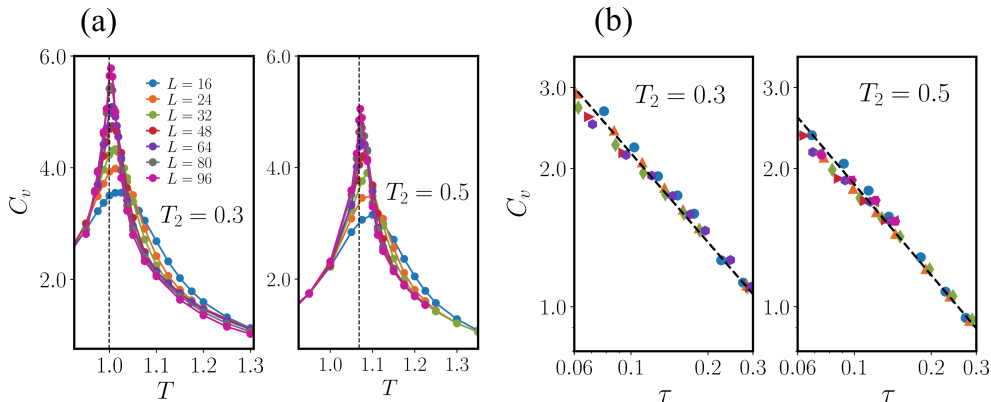 (a)
6.0
4.0
2.0
C_v
1.0
1.1
1.2
1.3
T
L = 16
L = 24
L = 32
L = 48
L = 64
L = 80
L = 96
T_2 = 0.3
6.0
4.0
2.0
1.0
1.1
1.2
1.3
T
T_2 = 0.5
(b)
3.0
2.0
1.0
C_v
0.06
0.1
0.2
0.3
τ
T_2 = 0.3
3.0
2.0
1.0
0.06
0.1
0.2
0.3
τ
T_2 = 0.5